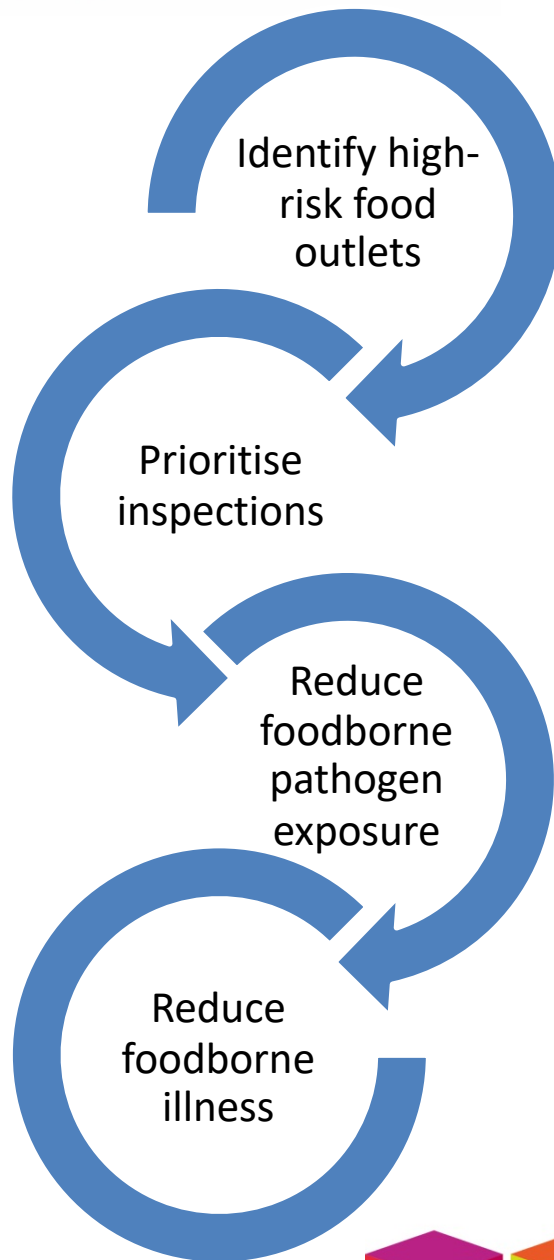 Identify high-
risk food
outlets
Prioritise
inspections
Reduce
foodborne
pathogen
exposure
Reduce
foodborne
illness